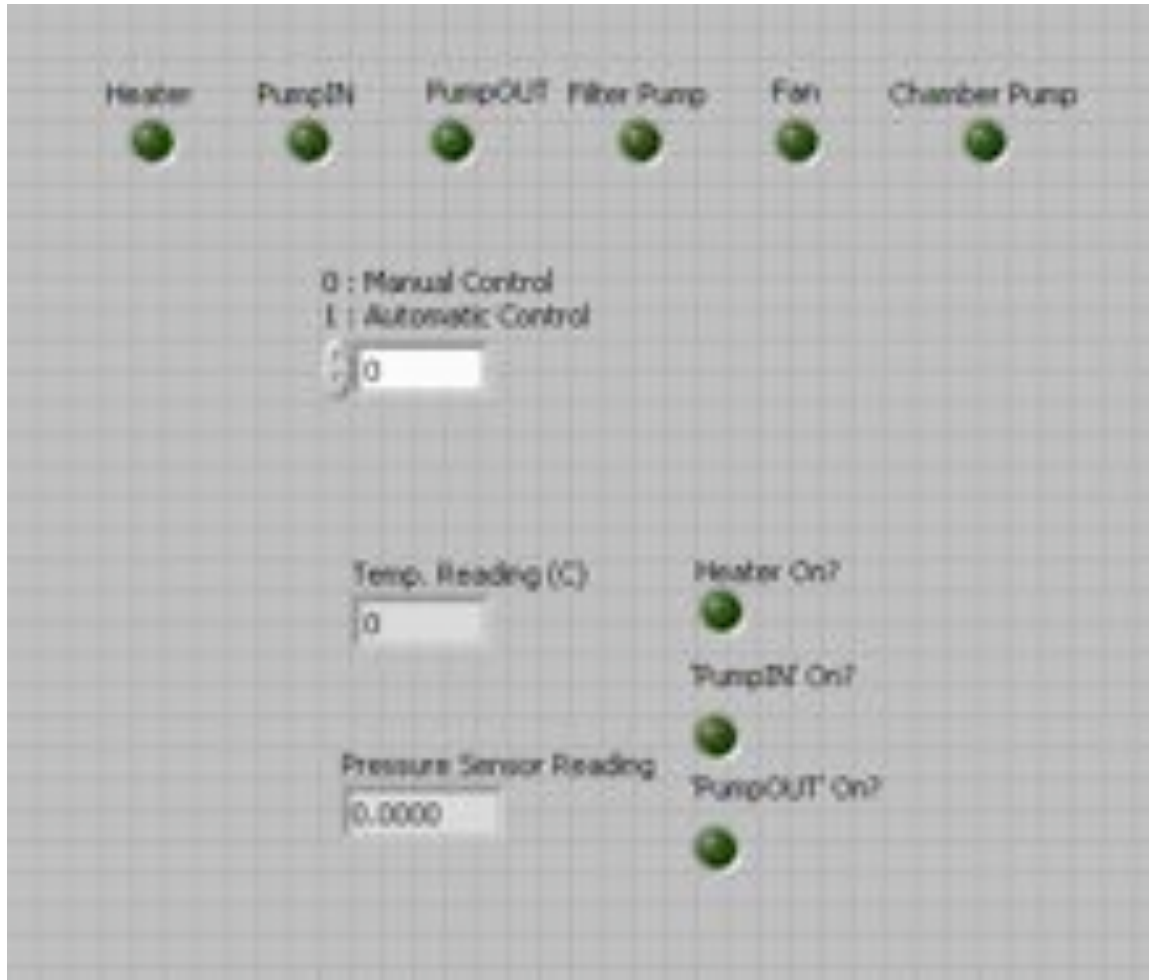 Heater PumpIN PumpOUT Filter Pump Fan Chamber Pump
0 : Manual Control
1 : Automatic Control
0
Temp. Reading (C)
0
Heater On?
'PumpIN' On?
Pressure Sensor Reading
0.0000
'PumpOUT' On?